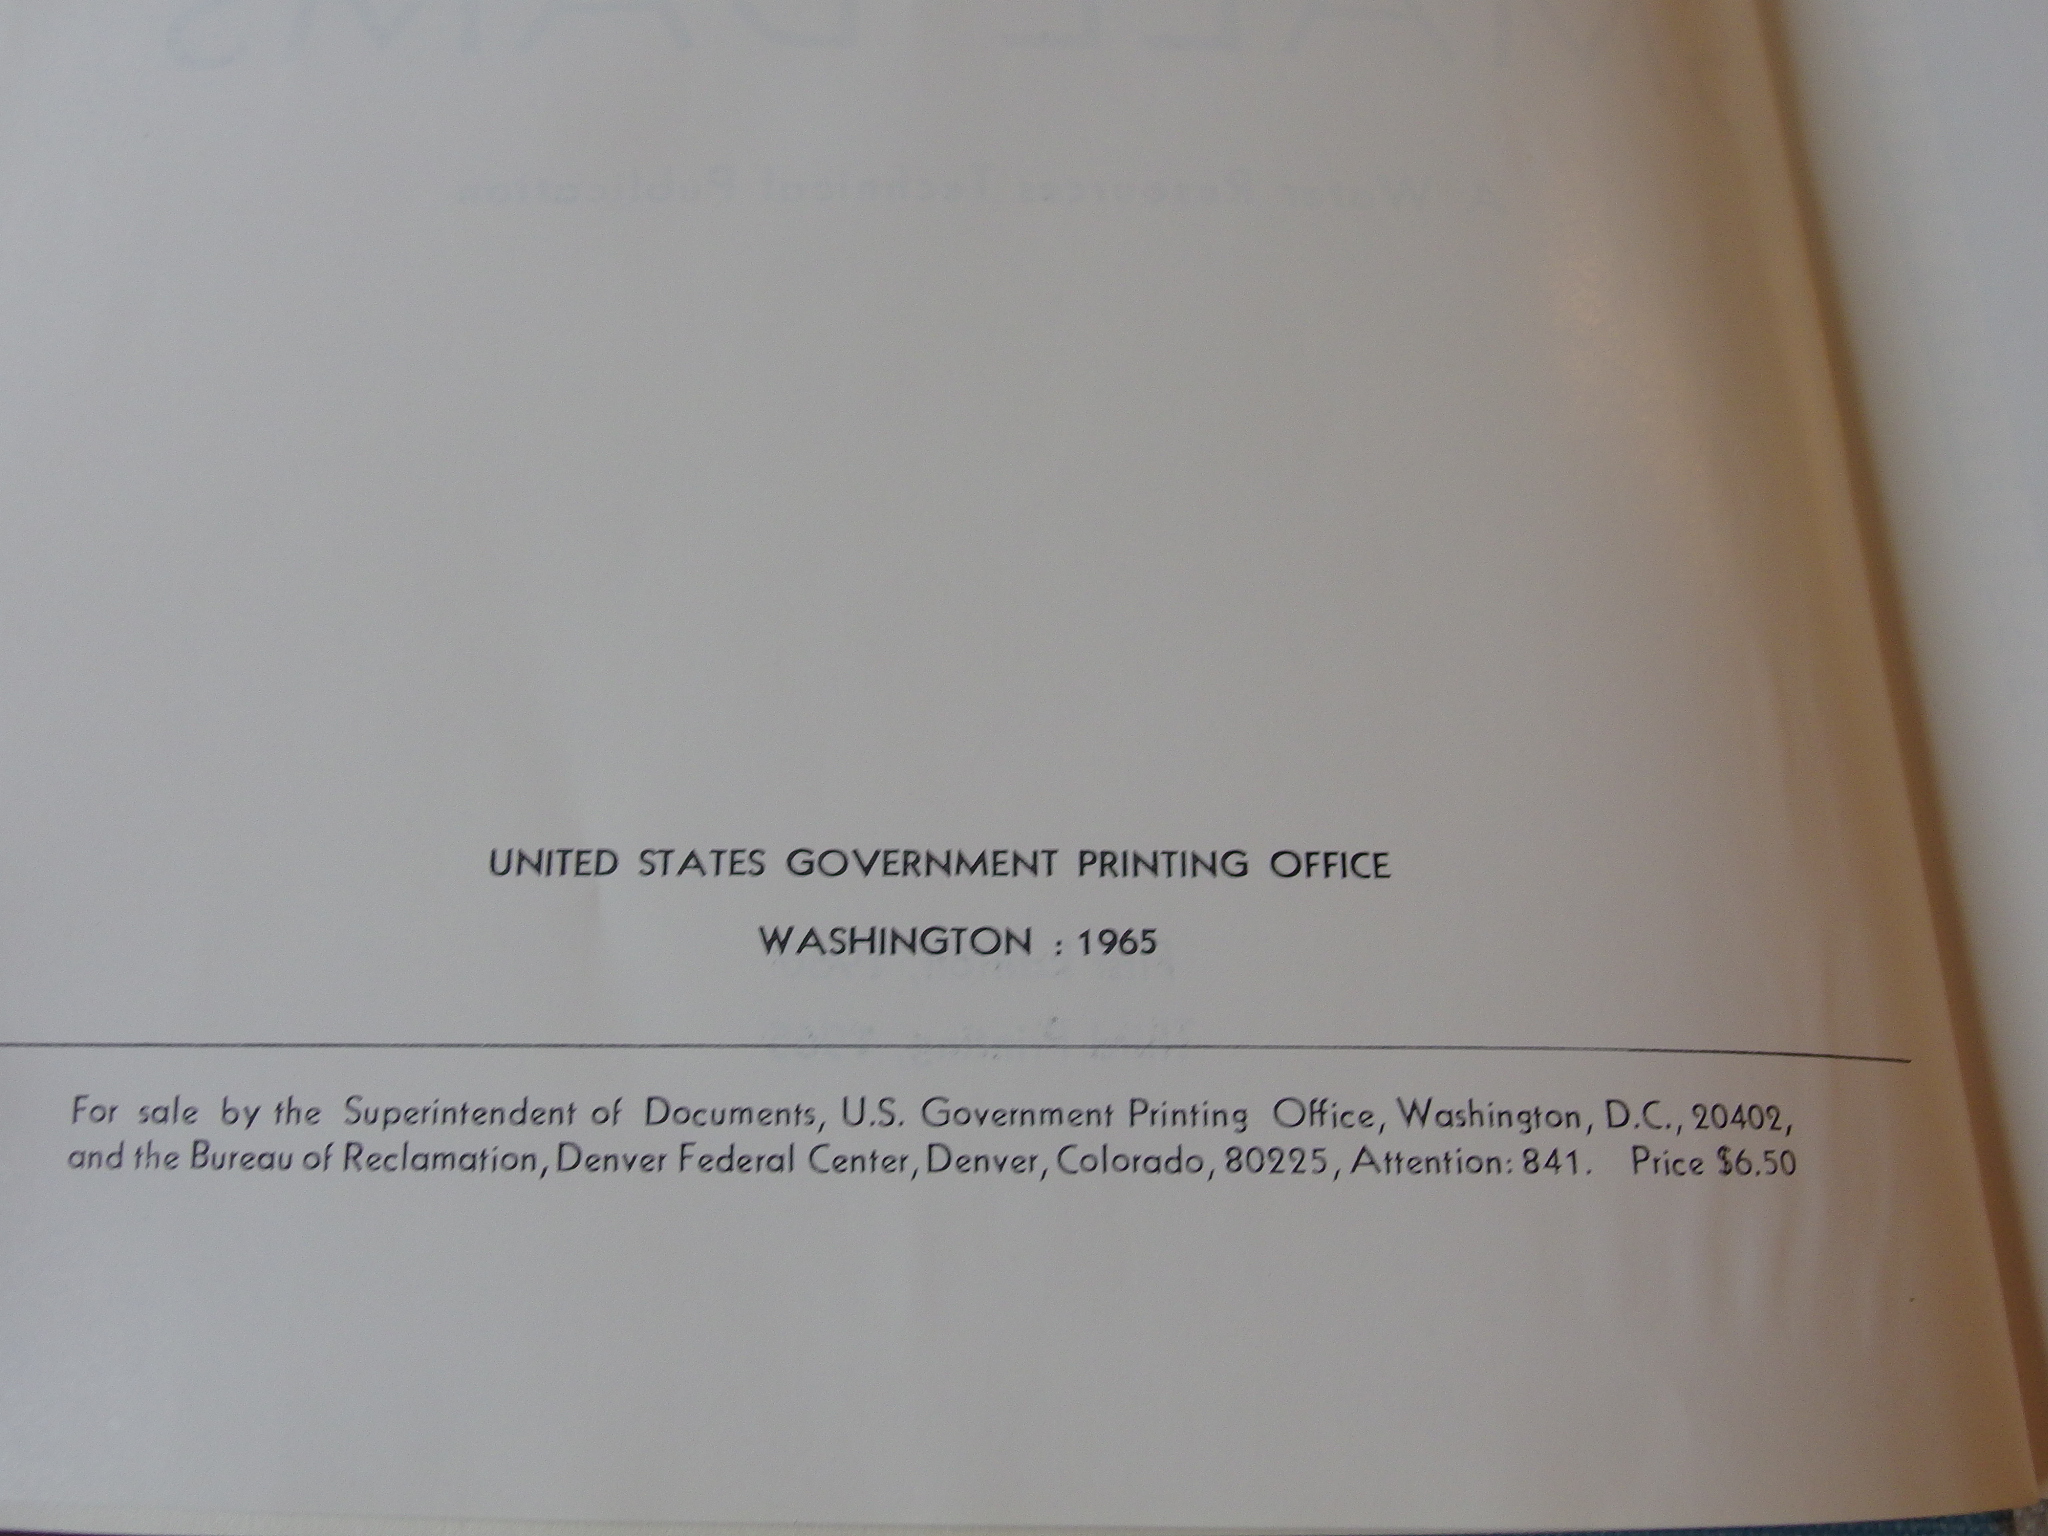 UNITED STATES GOVERNMENT PRINTING OFFICE
WASHINGTON : 1965
For sale by the Superintendent of Documents, U.S. Government Printing Office, Washington, D.C., 20402,
and the Bureau of Reclamation, Denver Federal Center, Denver, Colorado, 80225, Attention: 841. Price $6.50